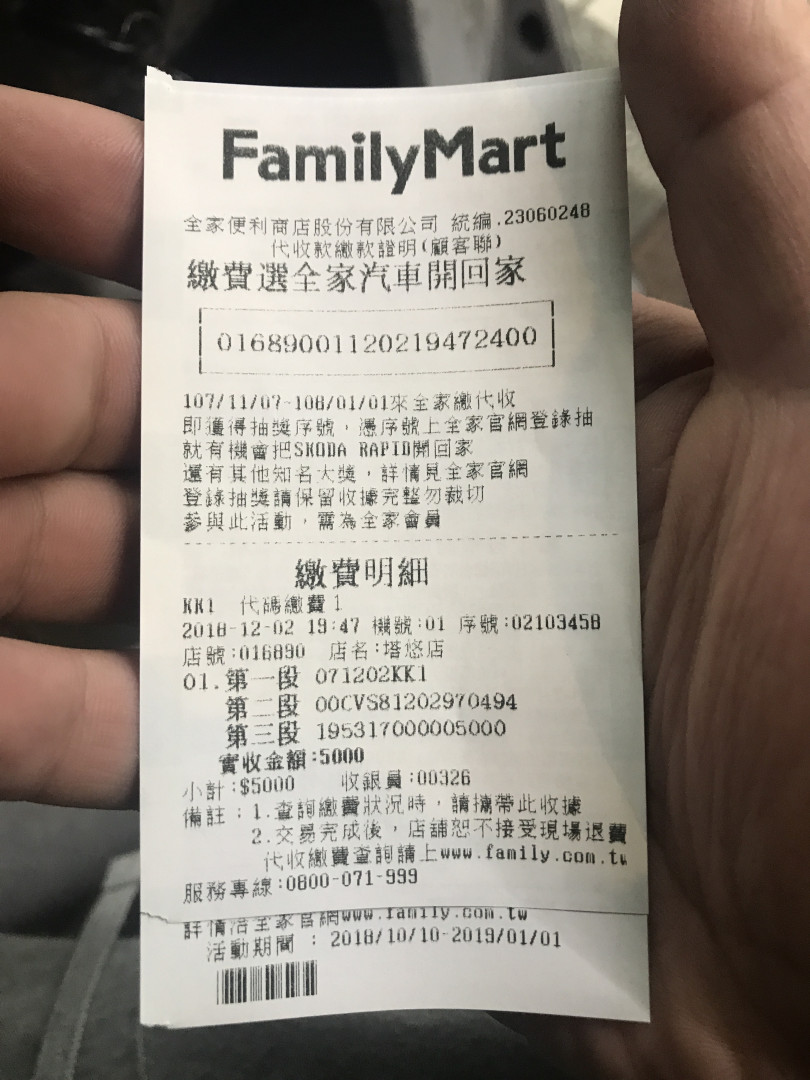 FamilyMart
全家便利商店股份有限公司 統編.23060248
代收款繳款證明(顧客聯)
繳費選全家汽車開回家
01689001120219472400
107/11/07-108/01/01來全家繳代收
即獲得抽獎序號，憑序號上全家官網登錄抽
就有機會把SKODA RAPID開回家
還有其他知名大獎，詳情見全家官網
登錄抽獎請保留收據完整勿裁切
參與此活動，需為全家會員
繳費明細
KK1 代碼繳費1
2018-12-02 19:47 機號:01 序號:02103458
店號:016890 店名:塔悠店
01.第一段 071202KK1
第二段 00CVS81202970494
第三段 195317000005000
實收金額:5000
小計:$5000 收銀員:00326
備註：1.查詢繳費狀況時，請攜帶此收據
2.交易完成後，店舖恕不接受現場退費
代收繳費查詢請上www.family.com.tw
服務專線:0800-071-999
詳情洽全家官網www.family.com.tw
活動期間：2018/10/10-2019/01/01